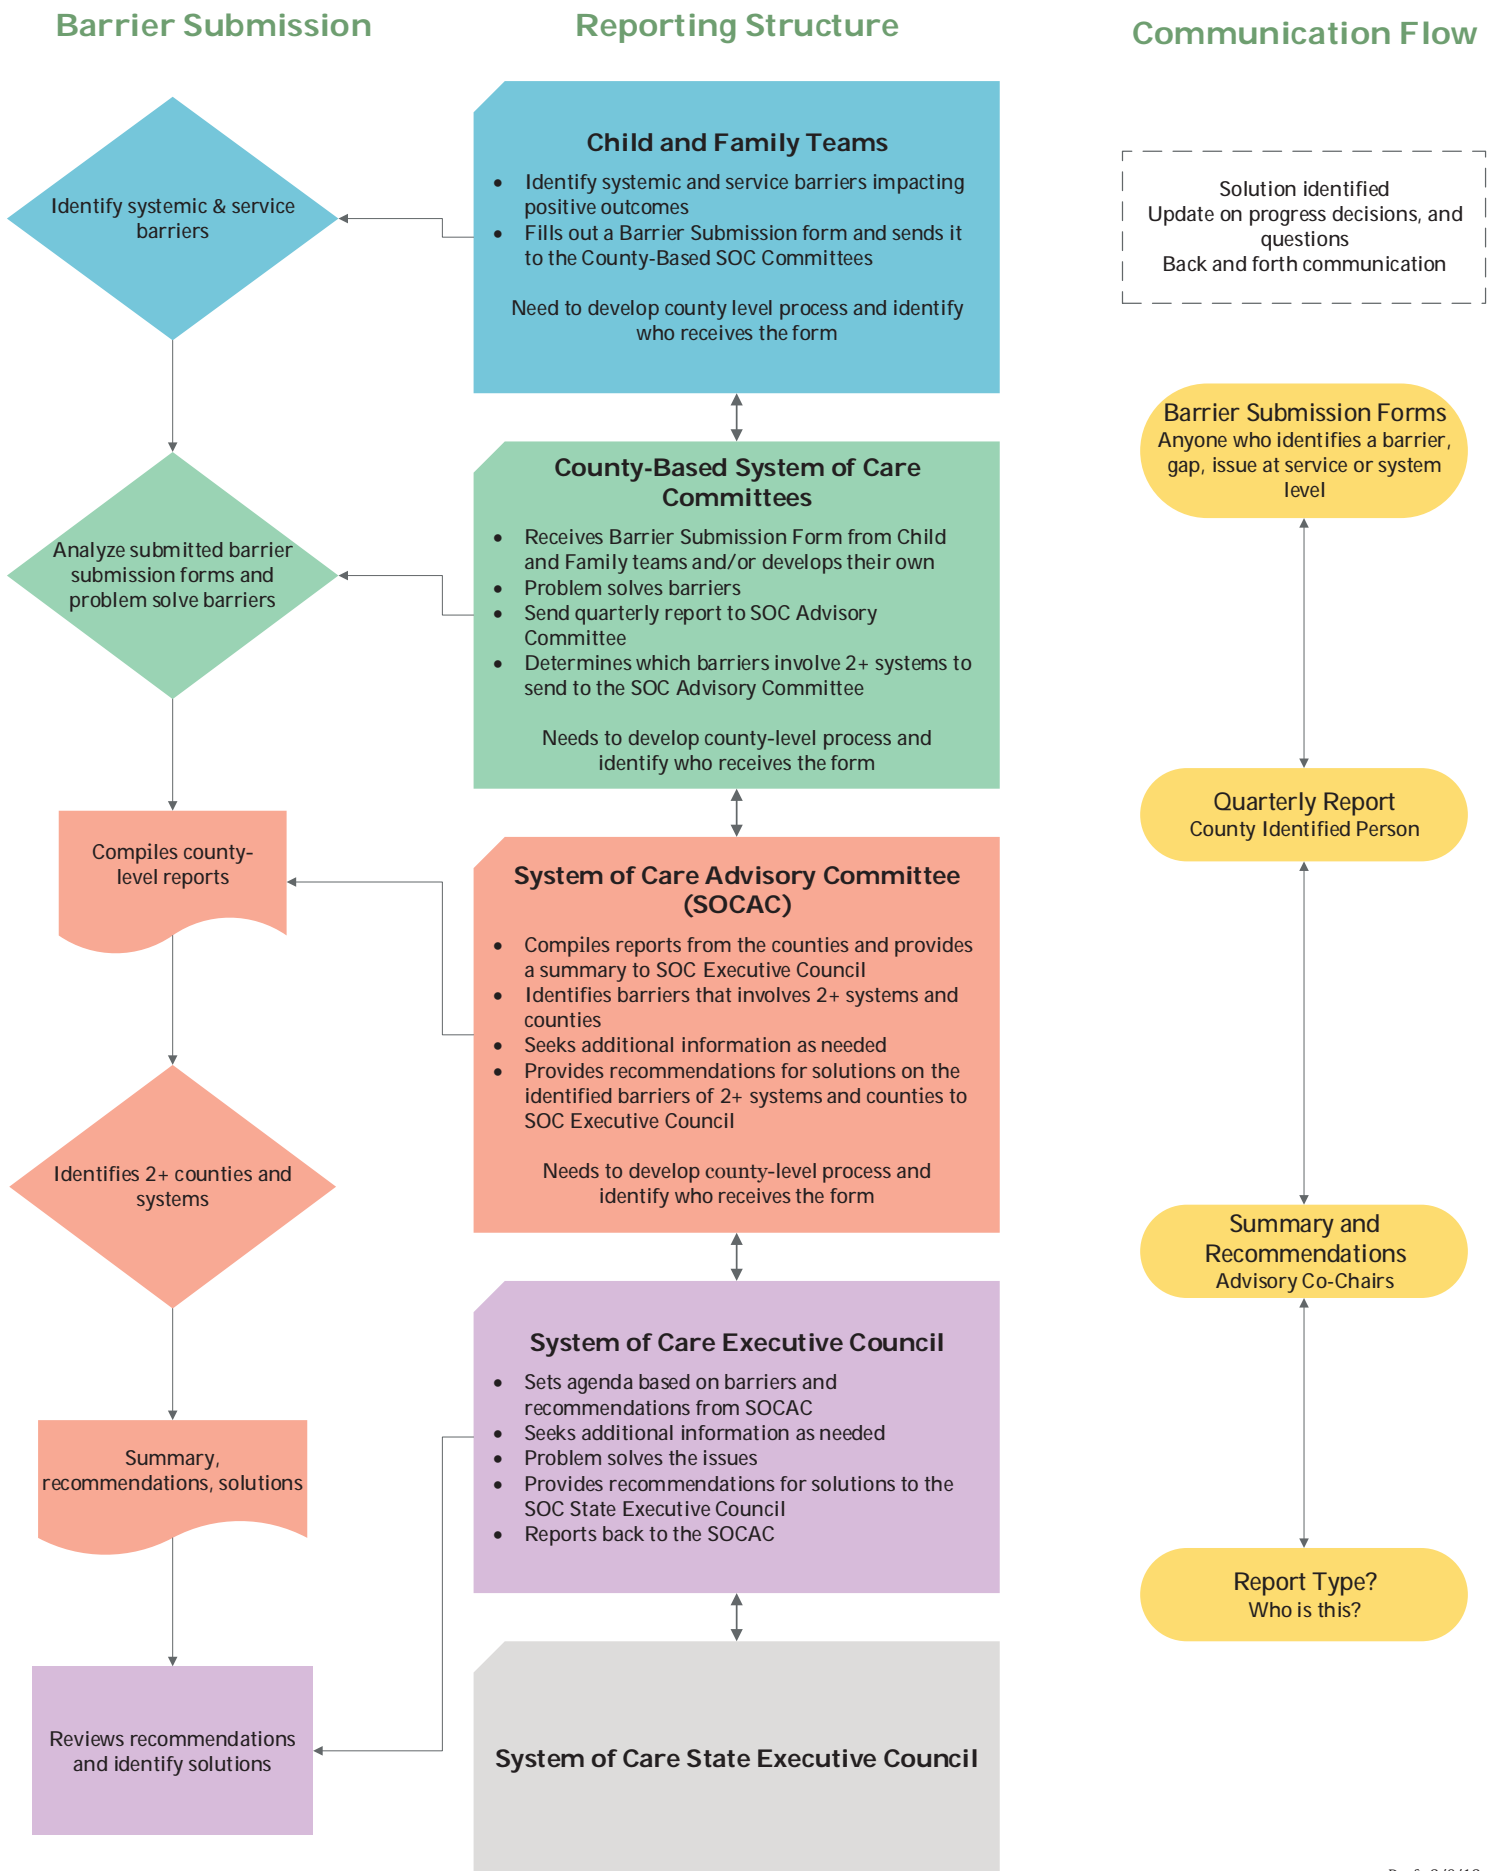 Barrier Submission
Reporting Structure
Communication Flow
Identify systemic & service
barriers
Analyze submitted barrier
submission forms and
problem solve barriers
Compiles county-
level reports
Identifies 2+ counties and
systems
Summary,
recommendations, solutions
Reviews recommendations
and identify solutions
Child and Family Teams
• Identify systemic and service barriers impacting
positive outcomes
• Fills out a Barrier Submission form and sends it
to the County-Based SOC Committees
Need to develop county level process and identify
who receives the form
County-Based System of Care
Committees
• Receives Barrier Submission Form from Child
and Family teams and/or develops their own
• Problem solves barriers
• Send quarterly report to SOC Advisory
Committee
• Determines which barriers involve 2+ systems to
send to the SOC Advisory Committee
Needs to develop county-level process and
identify who receives the form
System of Care Advisory Committee
(SOCAC)
• Compiles reports from the counties and provides
a summary to SOC Executive Council
• Identifies barriers that involves 2+ systems and
counties
• Seeks additional information as needed
• Provides recommendations for solutions on the
identified barriers of 2+ systems and counties to
SOC Executive Council
Needs to develop county-level process and
identify who receives the form
System of Care Executive Council
• Sets agenda based on barriers and
recommendations from SOCAC
• Seeks additional information as needed
• Problem solves the issues
• Provides recommendations for solutions to the
SOC State Executive Council
• Reports back to the SOCAC
System of Care State Executive Council
Solution identified
Update on progress decisions, and
questions
Back and forth communication
Barrier Submission Forms
Anyone who identifies a barrier,
gap, issue at service or system
level
Quarterly Report
County Identified Person
Summary and
Recommendations
Advisory Co-Chairs
Report Type?
Who is this?